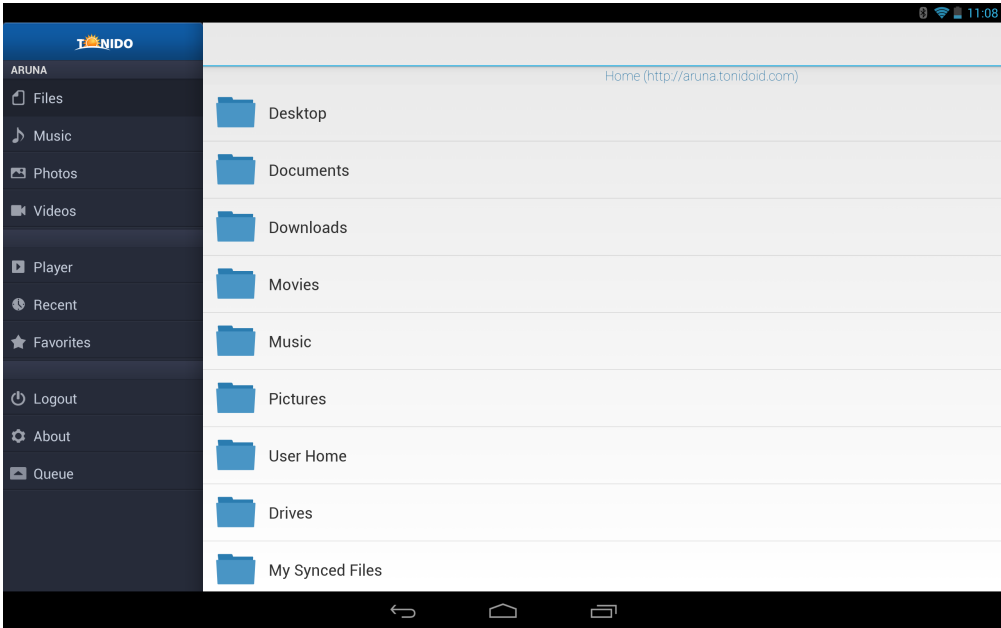 11:08
TONIDO
ARUNA
Files
Music
Photos
Videos
Player
Recent
Favorites
Logout
About
Queue
Home (http://aruna.tonidoid.com)
Desktop
Documents
Downloads
Movies
Music
Pictures
User Home
Drives
My Synced Files